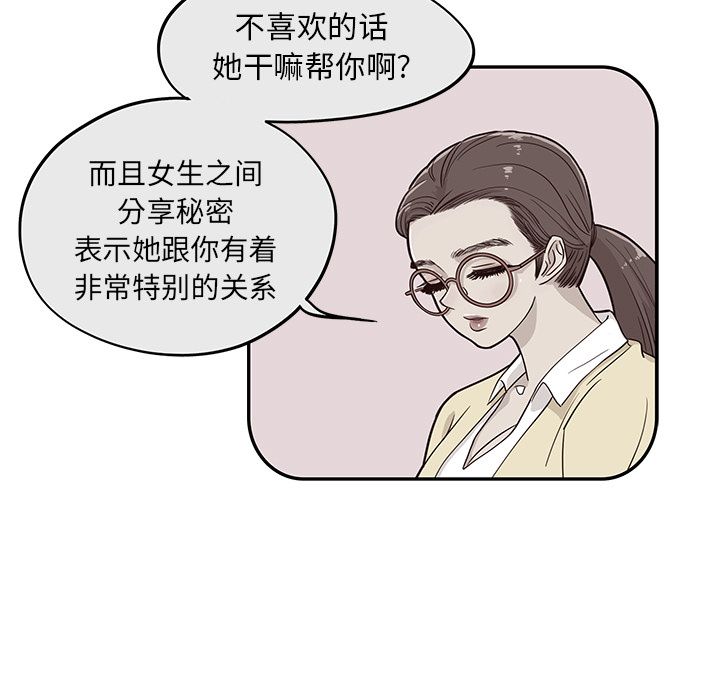 不喜欢的话
她干嘛帮你啊?
而且女生之间
分享秘密
表示她跟你有着
非常特别的关系